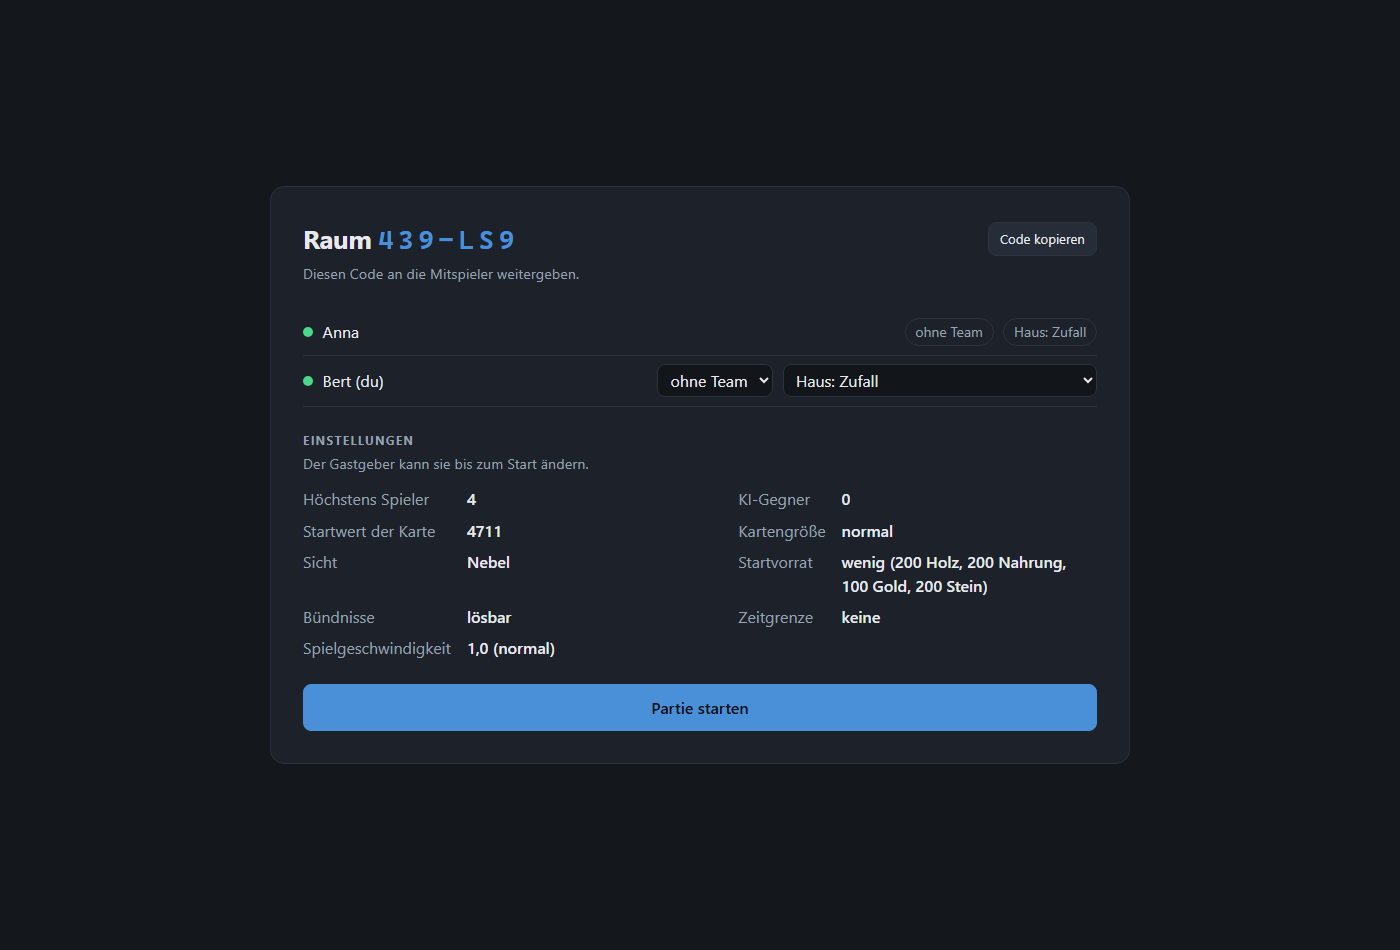 Raum 439-LS9
Code kopieren
Diesen Code an die Mitspieler weitergeben.
Anna
ohne Team
Haus: Zufall
Bert (du)
ohne Team
Haus: Zufall
EINSTELLUNGEN
Der Gastgeber kann sie bis zum Start ändern.
Höchstens Spieler 4
KI-Gegner 0
Startwert der Karte 4711
Kartengröße normal
Sicht Nebel
Startvorrat wenig (200 Holz, 200 Nahrung,
100 Gold, 200 Stein)
Bündnisse lösbar
Zeitgrenze keine
Spielgeschwindigkeit 1,0 (normal)
Partie starten